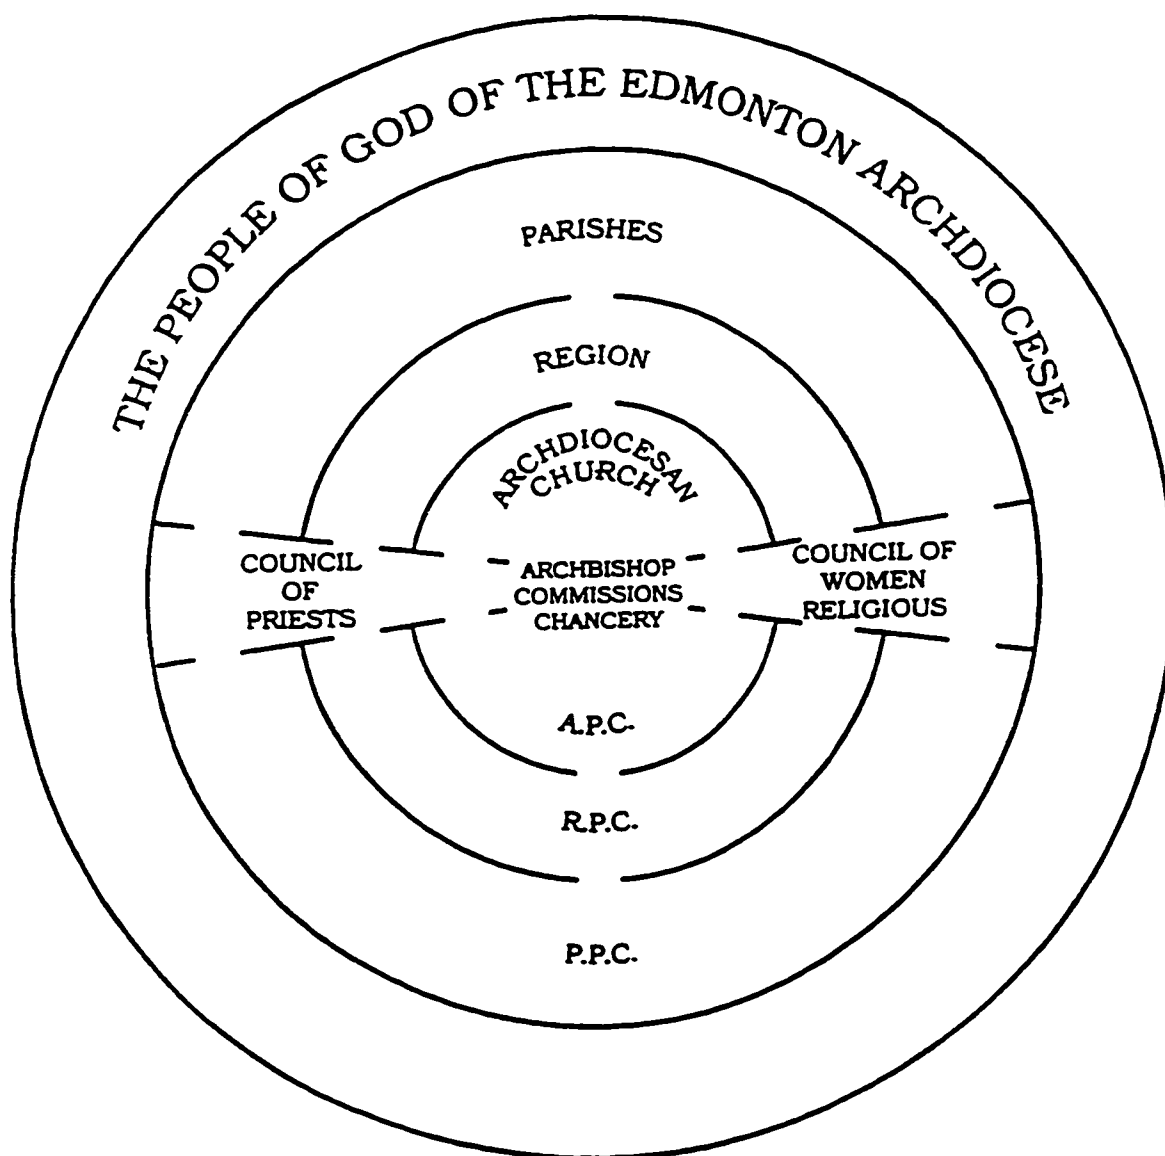 THE PEOPLE OF GOD OF THE EDMONTON ARCHDIOCESE
PARISHES
REGION
ARCHDIOCESAN
CHURCH
COUNCIL
OF
PRIESTS
ARCHBISHOP
COMMISSIONS
CHANCERY
COUNCIL OF
WOMEN
RELIGIOUS
A.P.C.
R.P.C.
P.P.C.